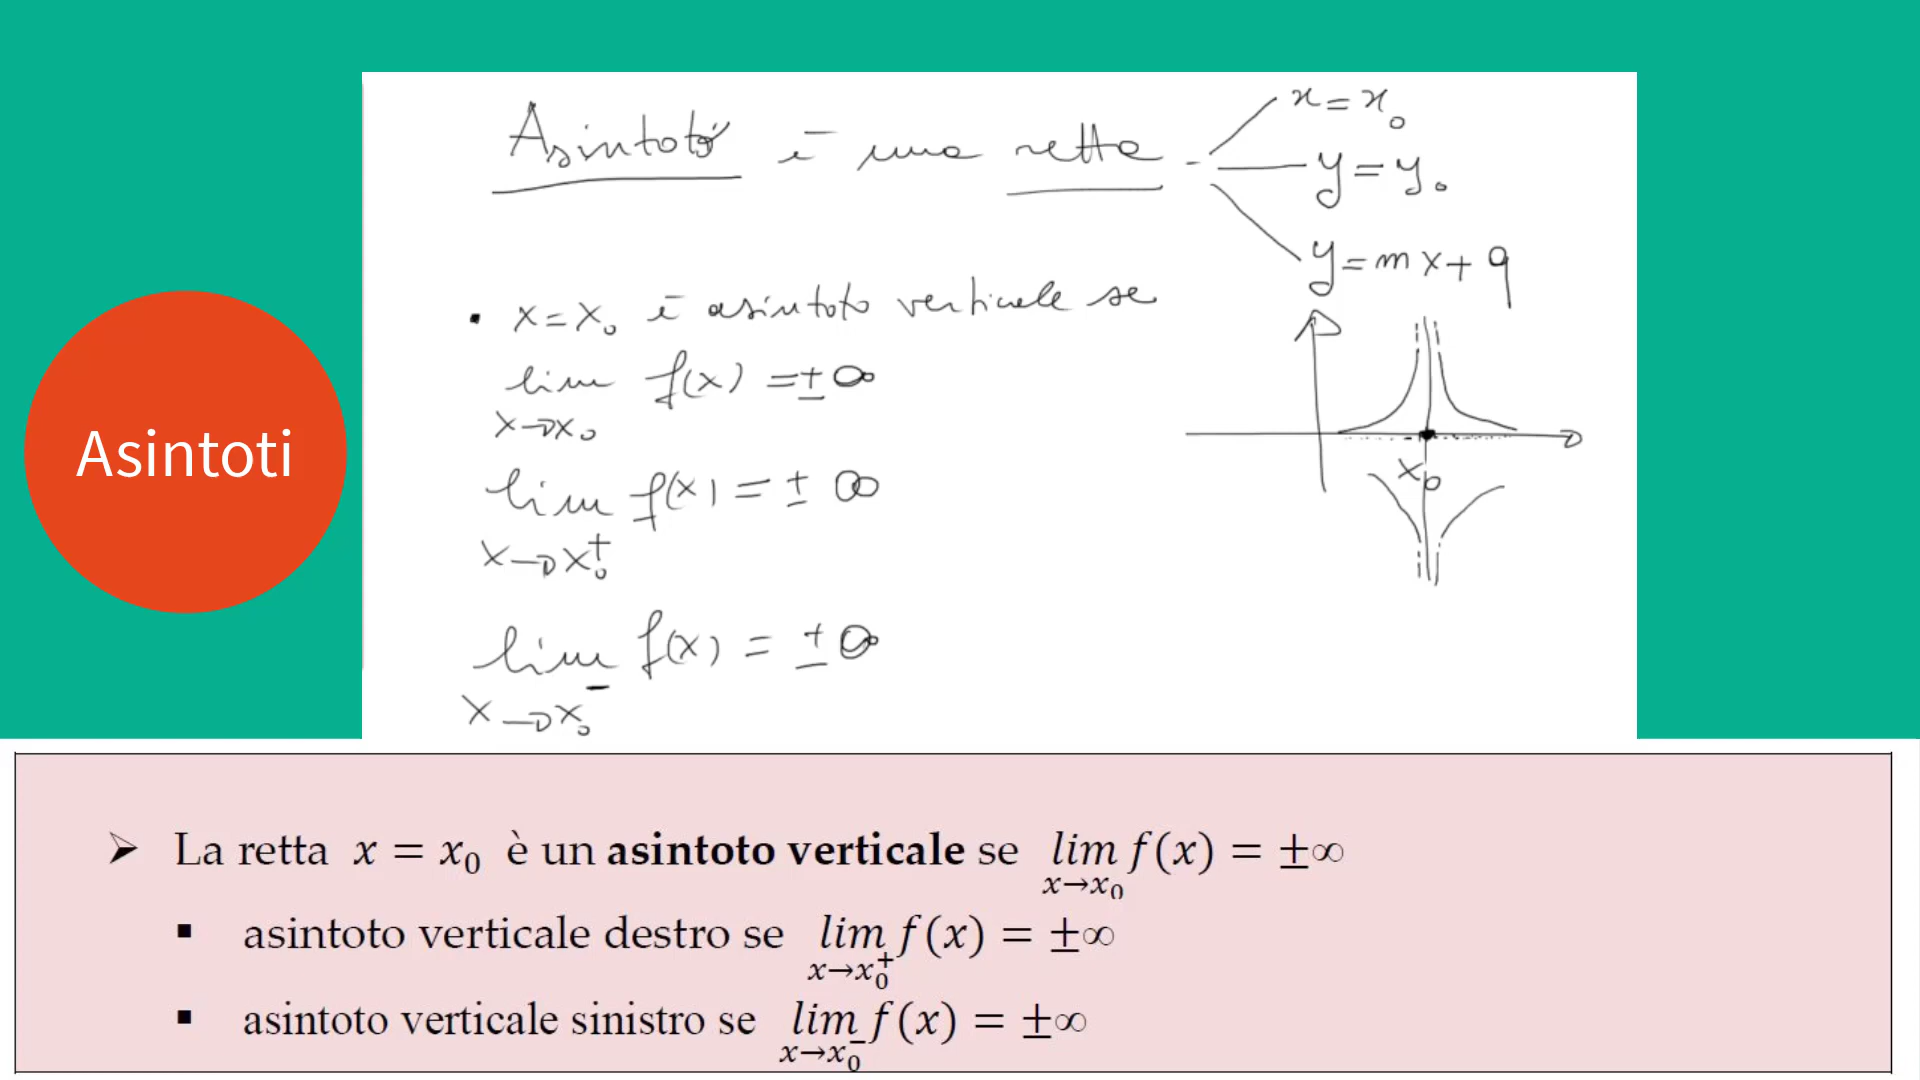 Asintoti
Asintoto è una retta - x = x₀
y = y₀
y = mx + q
• x = x₀ è asintoto verticale se
lim f(x) = ± ∞
x→x₀
lim f(x) = ± ∞
x→x₀⁺
lim f(x) = ± ∞
x→x₀⁻
x₀
➢ La retta x = x₀ è un asintoto verticale se lim f(x) = ±∞
x→x₀
▪ asintoto verticale destro se lim f(x) = ±∞
x→x₀⁺
▪ asintoto verticale sinistro se lim f(x) = ±∞
x→x₀⁻